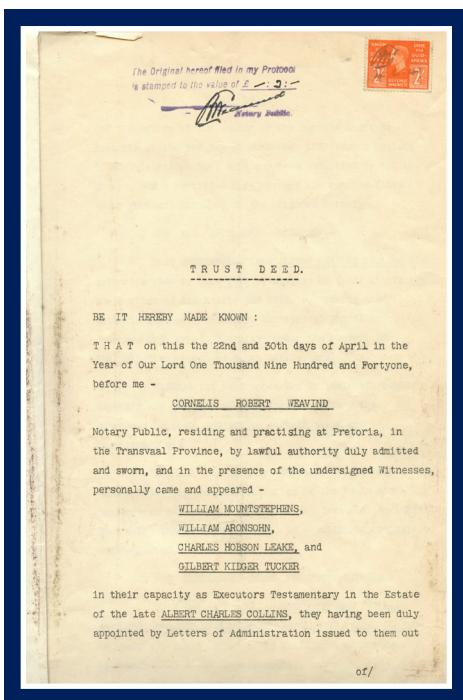 The Original hereof filed in my Protocol
is stamped to the value of £ -: 2:-
Notary Public.
T R U S T D E E D.
BE IT HEREBY MADE KNOWN :
T H A T on this the 22nd and 30th days of April in the
Year of Our Lord One Thousand Nine Hundred and Fortyone,
before me -
CORNELIS ROBERT WEAVIND
Notary Public, residing and practising at Pretoria, in
the Transvaal Province, by lawful authority duly admitted
and sworn, and in the presence of the undersigned Witnesses,
personally came and appeared -
WILLIAM MOUNTSTEPHENS,
WILLIAM ARONSOHN,
CHARLES HOBSON LEAKE, and
GILBERT KIDGER TUCKER
in their capacity as Executors Testamentary in the Estate
of the late ALBERT CHARLES COLLINS, they having been duly
appointed by Letters of Administration issued to them out
of/